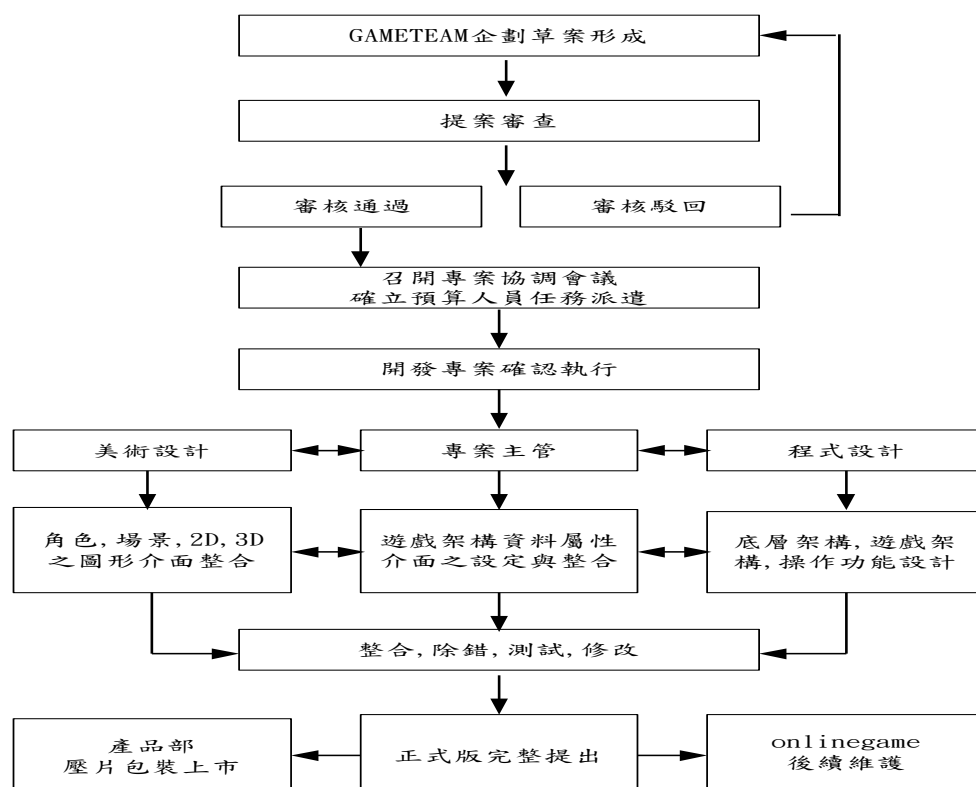 GAMETEAM企劃草案形成
提案審查
審核通過
審核駁回
召開專案協調會議
確立預算人員任務派遣
開發專案確認執行
美術設計
專案主管
程式設計
角色,場景,2D,3D
之圖形介面整合
遊戲架構資料屬性
介面之設定與整合
底層架構,遊戲架
構,操作功能設計
整合,除錯,測試,修改
產品部
壓片包裝上市
正式版完整提出
onlinegame
後續維護